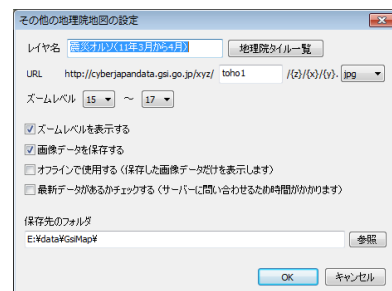 その他の地理院地図の設定
レイヤ名 震災オルソ(11年3月から4月) 地理院タイル一覧
URL http://cyberjapandata.gsi.go.jp/xyz/ toho1 /{z}/{x}/{y}. jpg
ズームレベル 15 ～ 17
ズームレベルを表示する
画像データを保存する
オフラインで使用する（保存した画像データだけを表示します）
最新データがあるかチェックする（サーバーに問い合わせるため時間がかかります）
保存先のフォルダ
E:¥data¥GsiMap¥ 参照
OK キャンセル